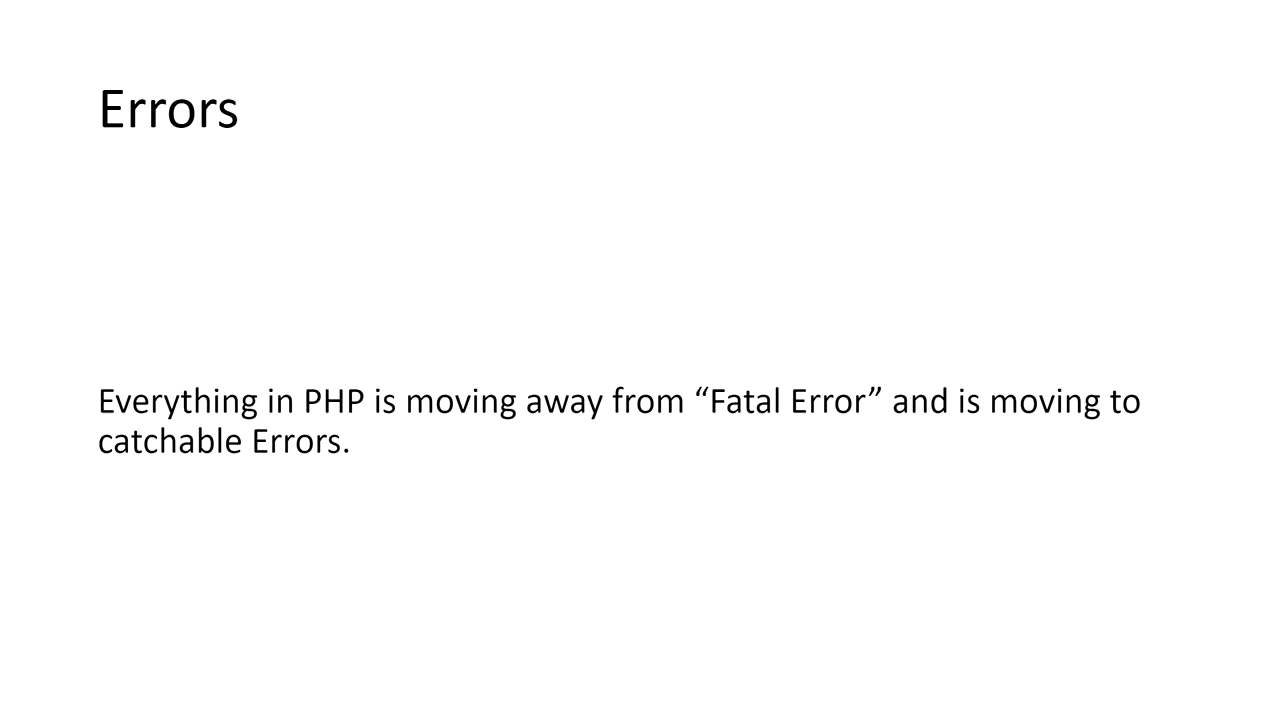 Errors
Everything in PHP is moving away from “Fatal Error” and is moving to
catchable Errors.